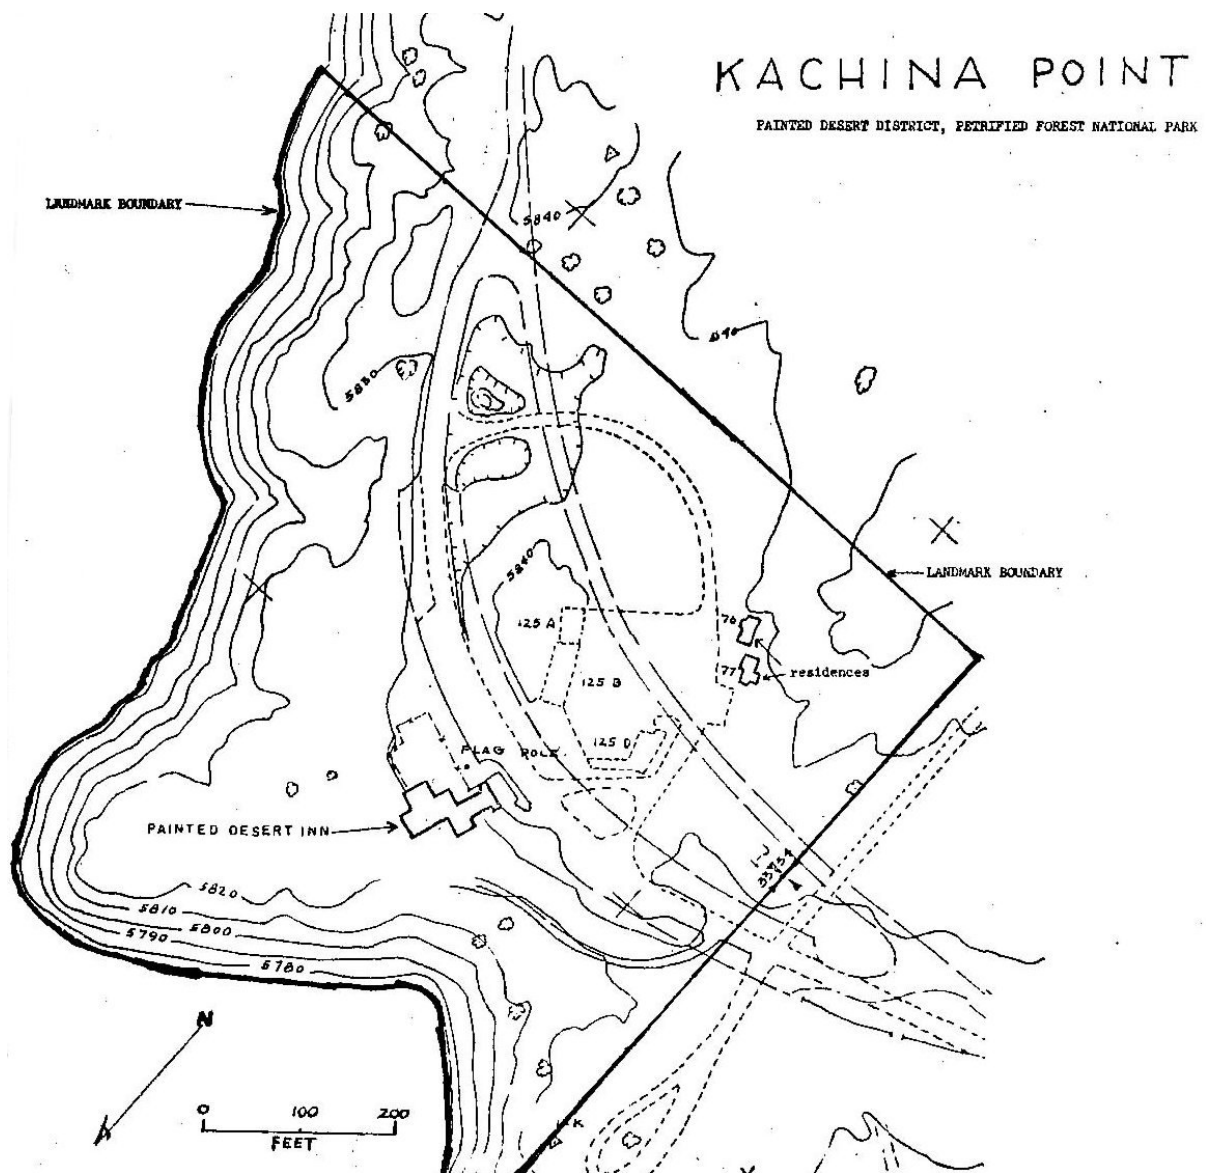 KACHINA POINT
PAINTED DESERT DISTRICT, PETRIFIED FOREST NATIONAL PARK
LANDMARK BOUNDARY
5840
5830
LANDMARK BOUNDARY
5840
125 A
76
77
residences
125 B
125 D
FLAG POLE
PAINTED DESERT INN
5820
5810
5800
5790
5780
N
0 100 200
FEET